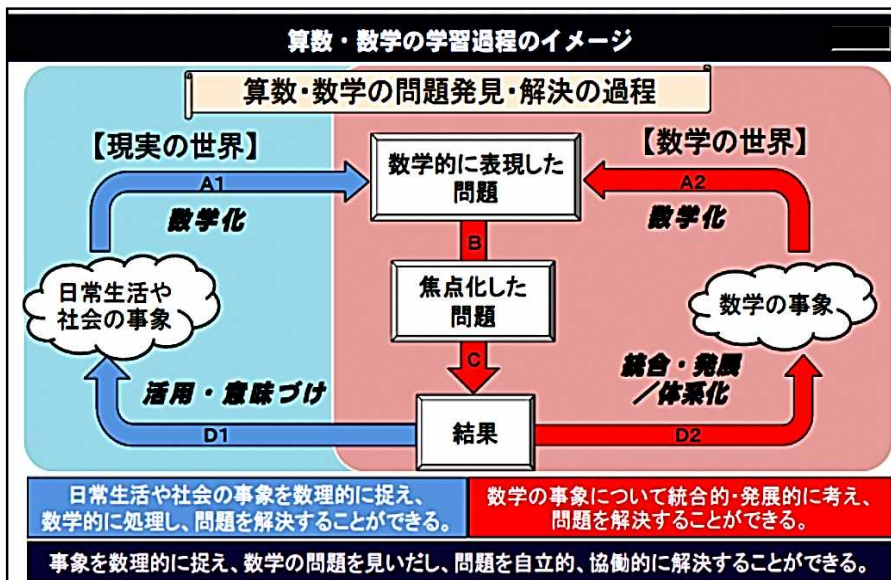 算数・数学の学習過程のイメージ
算数・数学の問題発見・解決の過程
【現実の世界】
【数学の世界】
A1
数学化
数学的に表現した
問題
A2
数学化
B
日常生活や
社会の事象
焦点化した
問題
数学の事象
C
活用・意味づけ
統合・発展
／体系化
D1
結果
D2
日常生活や社会の事象を数理的に捉え、
数学的に処理し、問題を解決することができる。
数学の事象について統合的・発展的に考え、
問題を解決することができる。
事象を数理的に捉え、数学の問題を見いだし、問題を自立的、協働的に解決することができる。